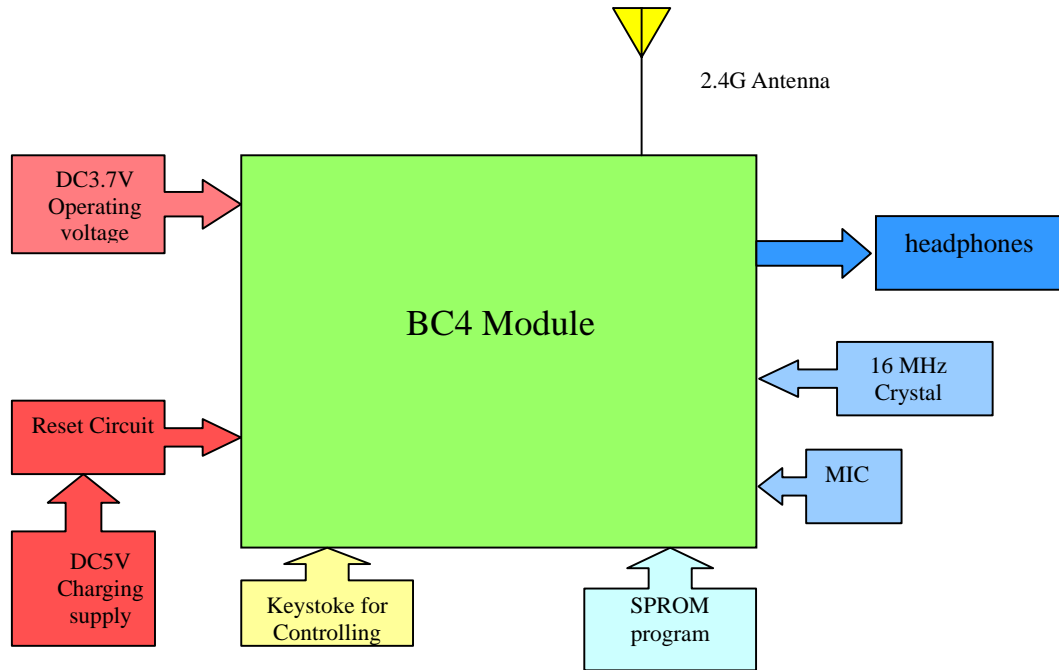 2.4G Antenna
DC3.7V
Operating
voltage
headphones
BC4 Module
16 MHz
Crystal
Reset Circuit
MIC
DC5V
Charging
supply
Keystoke for
Controlling
SPROM
program